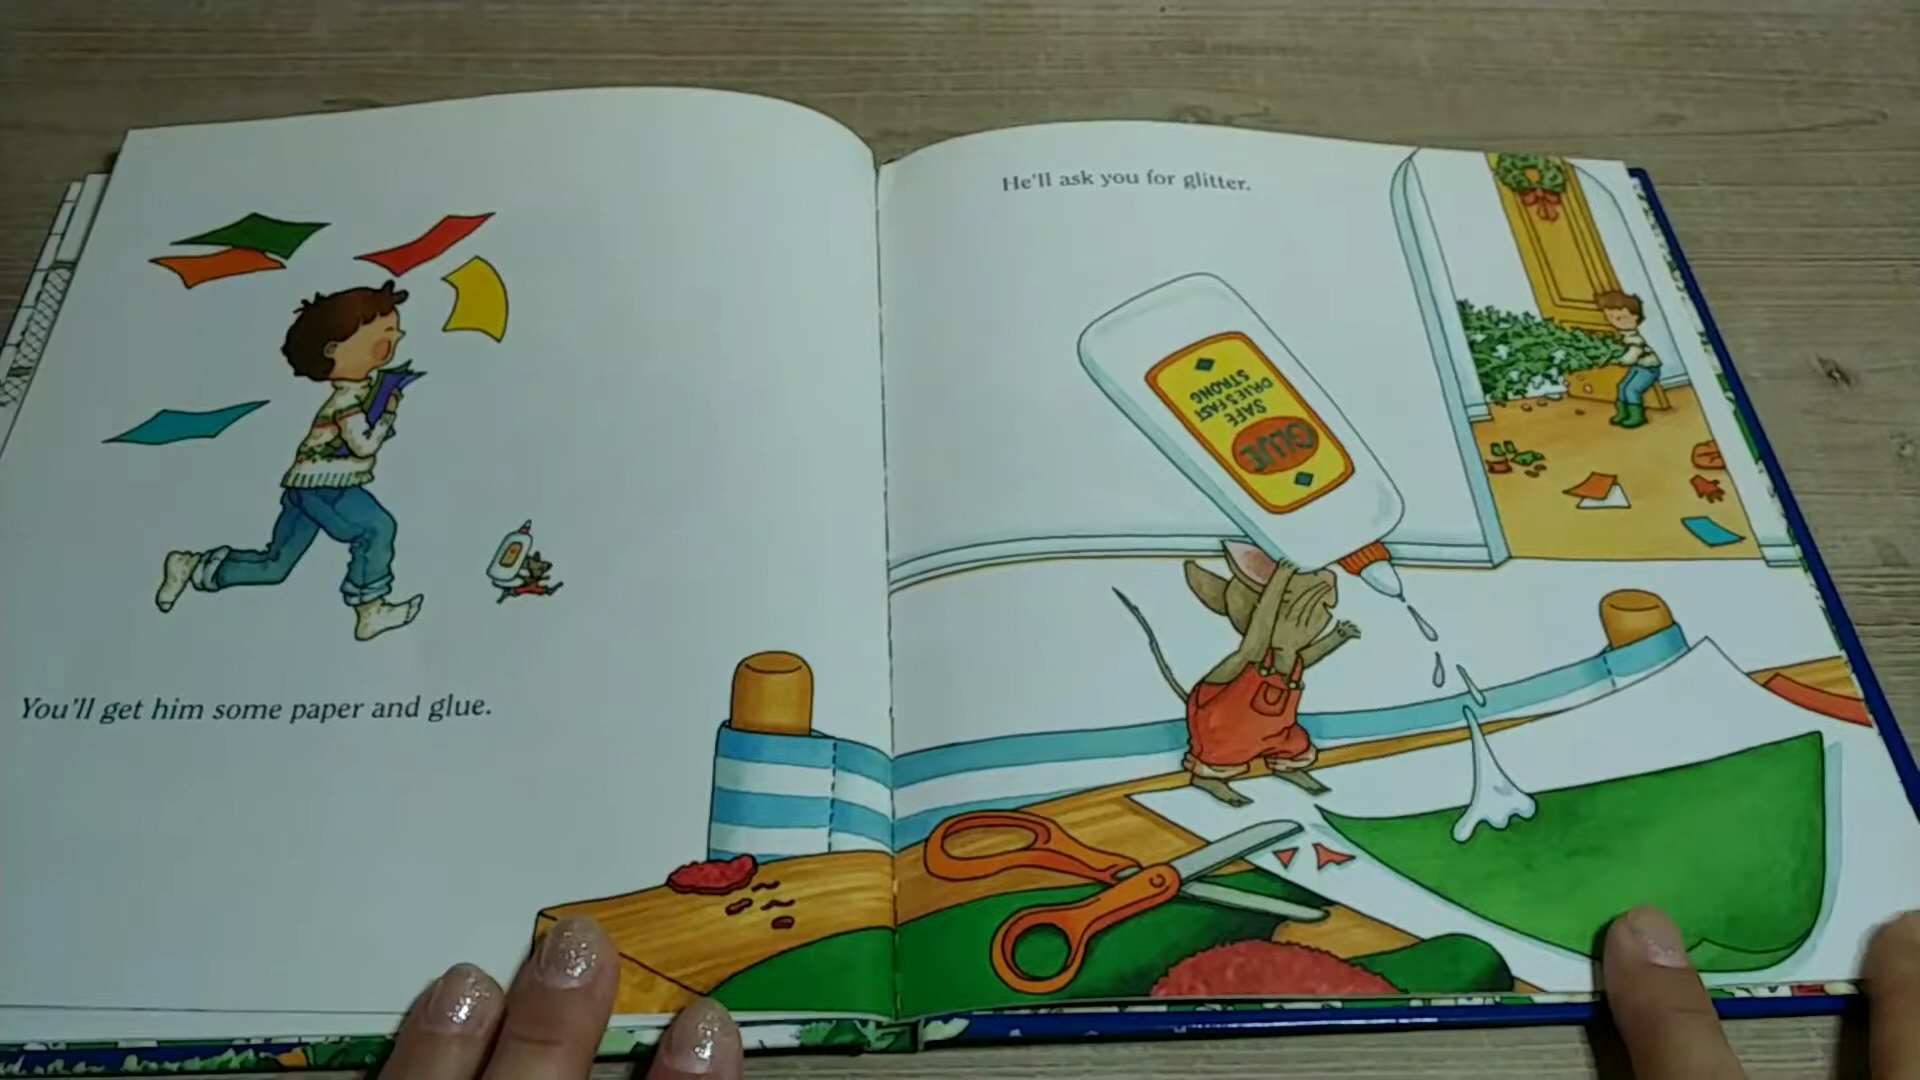 You'll get him some paper and glue.
He'll ask you for glitter.
GLUE
SAFE
DRIES FAST
STRONG